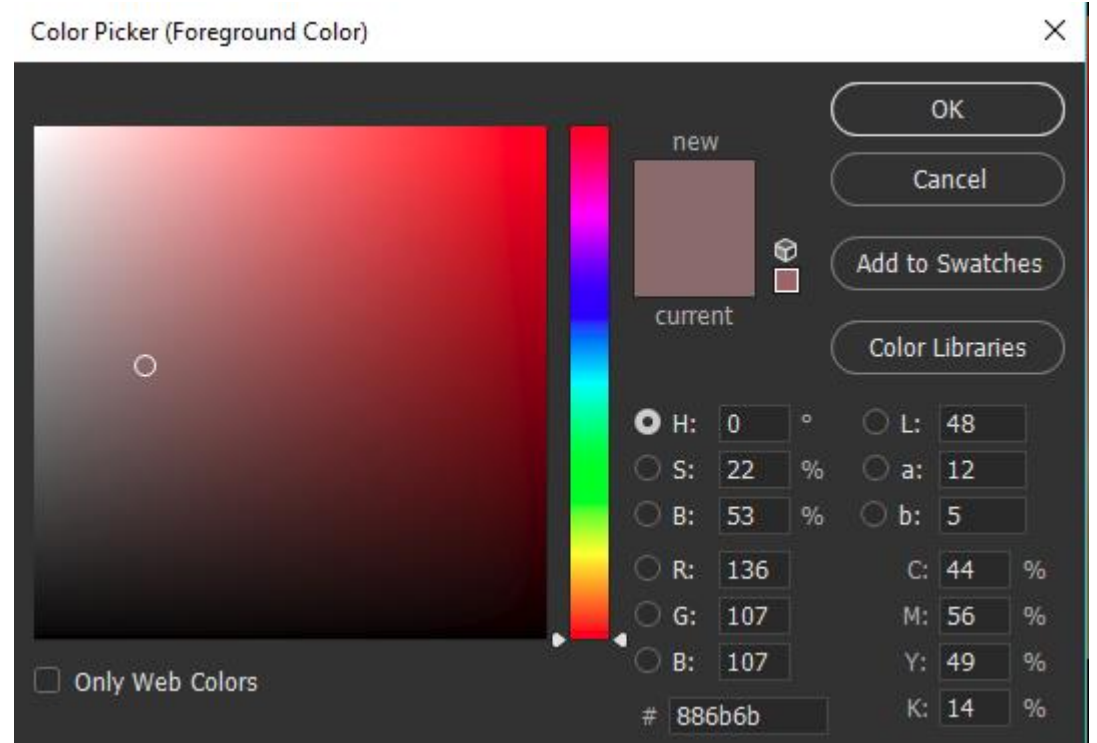 Color Picker (Foreground Color)
OK
new
Cancel
Add to Swatches
current
Color Libraries
H: 0 ° L: 48
S: 22 % a: 12
B: 53 % b: 5
R: 136 C: 44 %
G: 107 M: 56 %
B: 107 Y: 49 %
Only Web Colors
# 886b6b K: 14 %